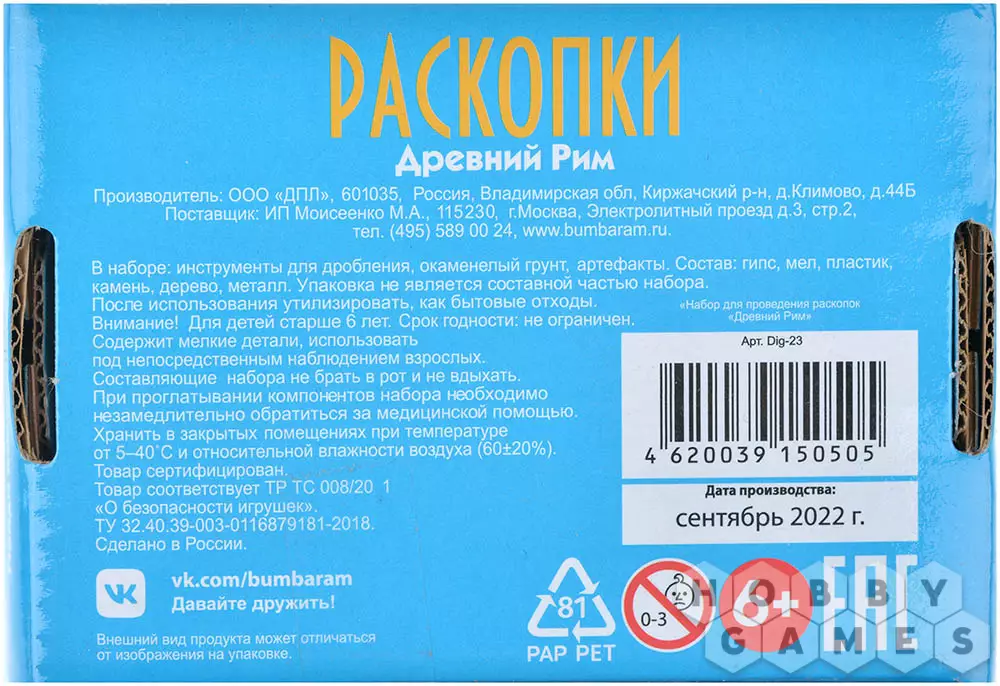 РАСКОПКИ
Древний Рим
Производитель: ООО «ДПЛ», 601035, Россия, Владимирская обл, Киржачский р-н, д.Климово, д.44Б
Поставщик: ИП Моисеенко М.А., 115230, г.Москва, Электролитный проезд д.3, стр.2,
тел. (495) 589 00 24, www.bumbaram.ru.
В наборе: инструменты для дробления, окаменелый грунт, артефакты. Состав: гипс, мел, пластик,
камень, дерево, металл. Упаковка не является составной частью набора.
После использования утилизировать, как бытовые отходы.
Внимание! Для детей старше 6 лет. Срок годности: не ограничен.
Содержит мелкие детали, использовать
под непосредственным наблюдением взрослых.
Составляющие набора не брать в рот и не вдыхать.
При проглатывании компонентов набора необходимо
незамедлительно обратиться за медицинской помощью.
Хранить в закрытых помещениях при температуре
от 5–40˚С и относительной влажности воздуха (60±20%).
Товар сертифицирован.
Товар соответствует ТР ТС 008/20 1
«О безопасности игрушек».
ТУ 32.40.39-003-0116879181-2018.
Сделано в России.
«Набор для проведения раскопок
«Древний Рим»
Арт. Dig-23
4 620039 150505
Дата производства:
сентябрь 2022 г.
vk.com/bumbaram
Давайте дружить!
Внешний вид продукта может отличаться
от изображения на упаковке.
81
PAP PET
0-3
6+
EAC
HOBBY
GAMES